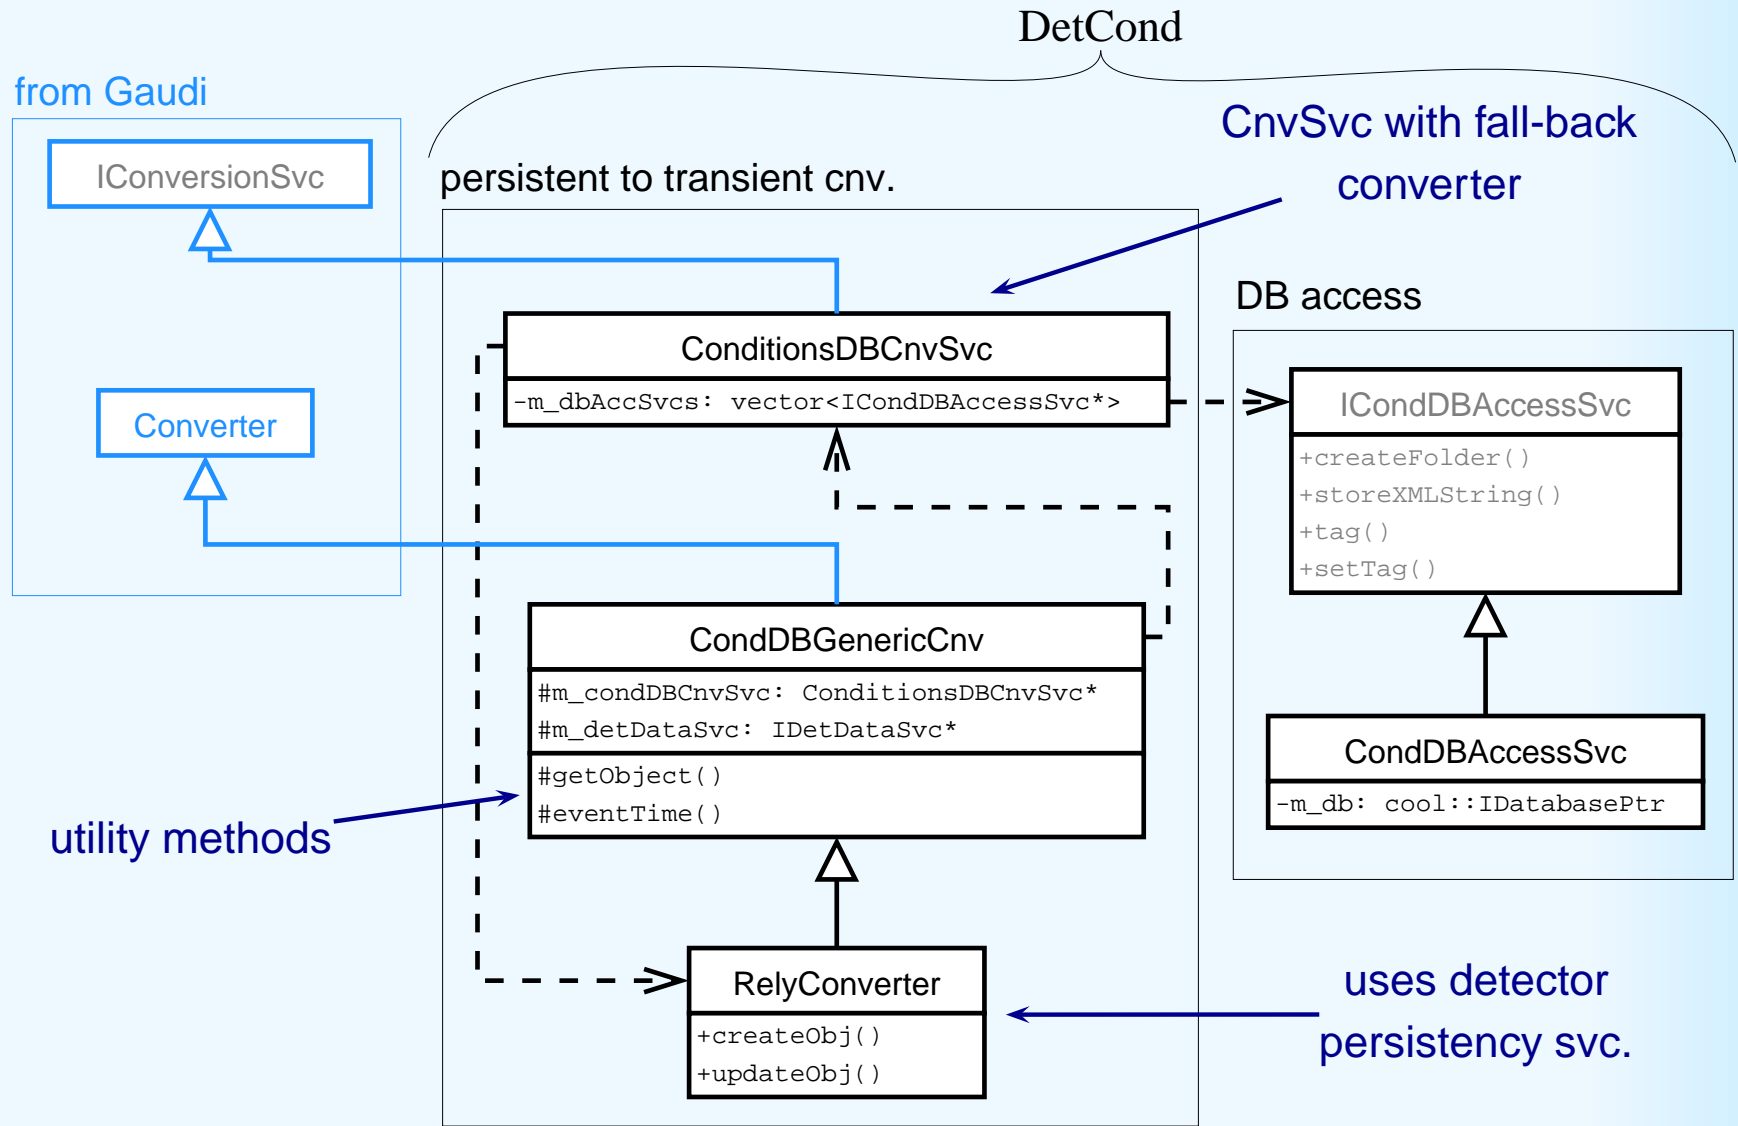 DetCond
from Gaudi
IConversionSvc
Converter
persistent to transient cnv.
CnvSvc with fall-back
converter
ConditionsDBCnvSvc
-m_dbAccSvcs: vector<ICondDBAccessSvc*>
CondDBGenericCnv
#m_condDBCnvSvc: ConditionsDBCnvSvc*
#m_detDataSvc: IDetDataSvc*
#getObject()
#eventTime()
utility methods
RelyConverter
+createObj()
+updateObj()
DB access
ICondDBAccessSvc
+createFolder()
+storeXMLString()
+tag()
+setTag()
CondDBAccessSvc
-m_db: cool::IDatabasePtr
uses detector
persistency svc.